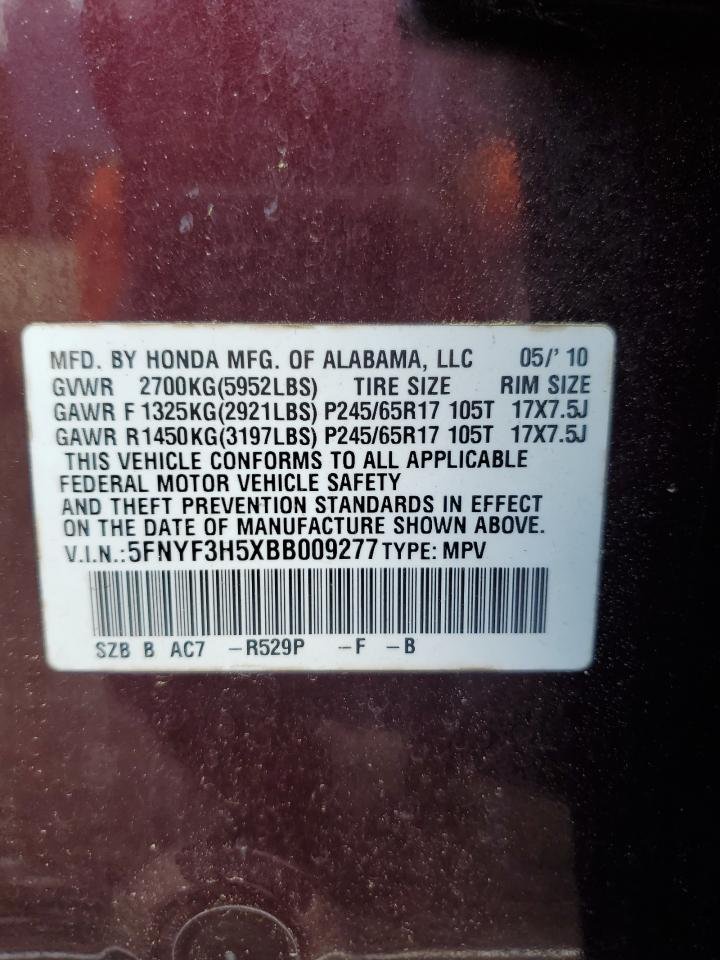 MFD. BY HONDA MFG. OF ALABAMA, LLC 05/'10
GVWR 2700KG(5952LBS) TIRE SIZE RIM SIZE
GAWR F 1325KG(2921LBS) P245/65R17 105T 17X7.5J
GAWR R1450KG(3197LBS) P245/65R17 105T 17X7.5J
THIS VEHICLE CONFORMS TO ALL APPLICABLE
FEDERAL MOTOR VEHICLE SAFETY
AND THEFT PREVENTION STANDARDS IN EFFECT
ON THE DATE OF MANUFACTURE SHOWN ABOVE.
V.I.N.:5FNYF3H5XBB009277 TYPE: MPV
SZB B AC7 -R529P -F -B